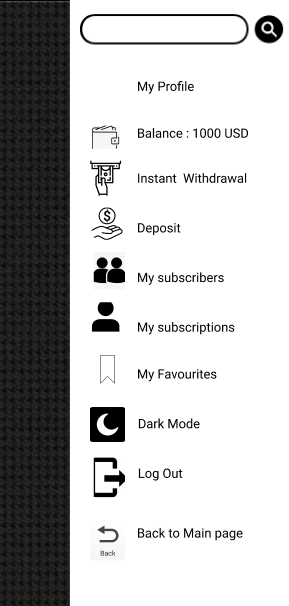 My Profile
Balance : 1000 USD
Instant Withdrawal
Deposit
My subscribers
My subscriptions
My Favourites
Dark Mode
Log Out
Back to Main page
Back